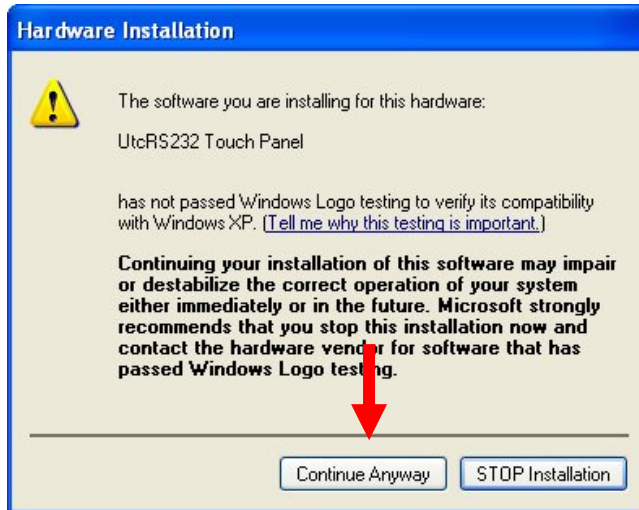 Hardware Installation
The software you are installing for this hardware:
UtcRS232 Touch Panel
has not passed Windows Logo testing to verify its compatibility
with Windows XP. (Tell me why this testing is important.)
Continuing your installation of this software may impair
or destabilize the correct operation of your system
either immediately or in the future. Microsoft strongly
recommends that you stop this installation now and
contact the hardware vendor for software that has
passed Windows Logo testing.
Continue Anyway
STOP Installation